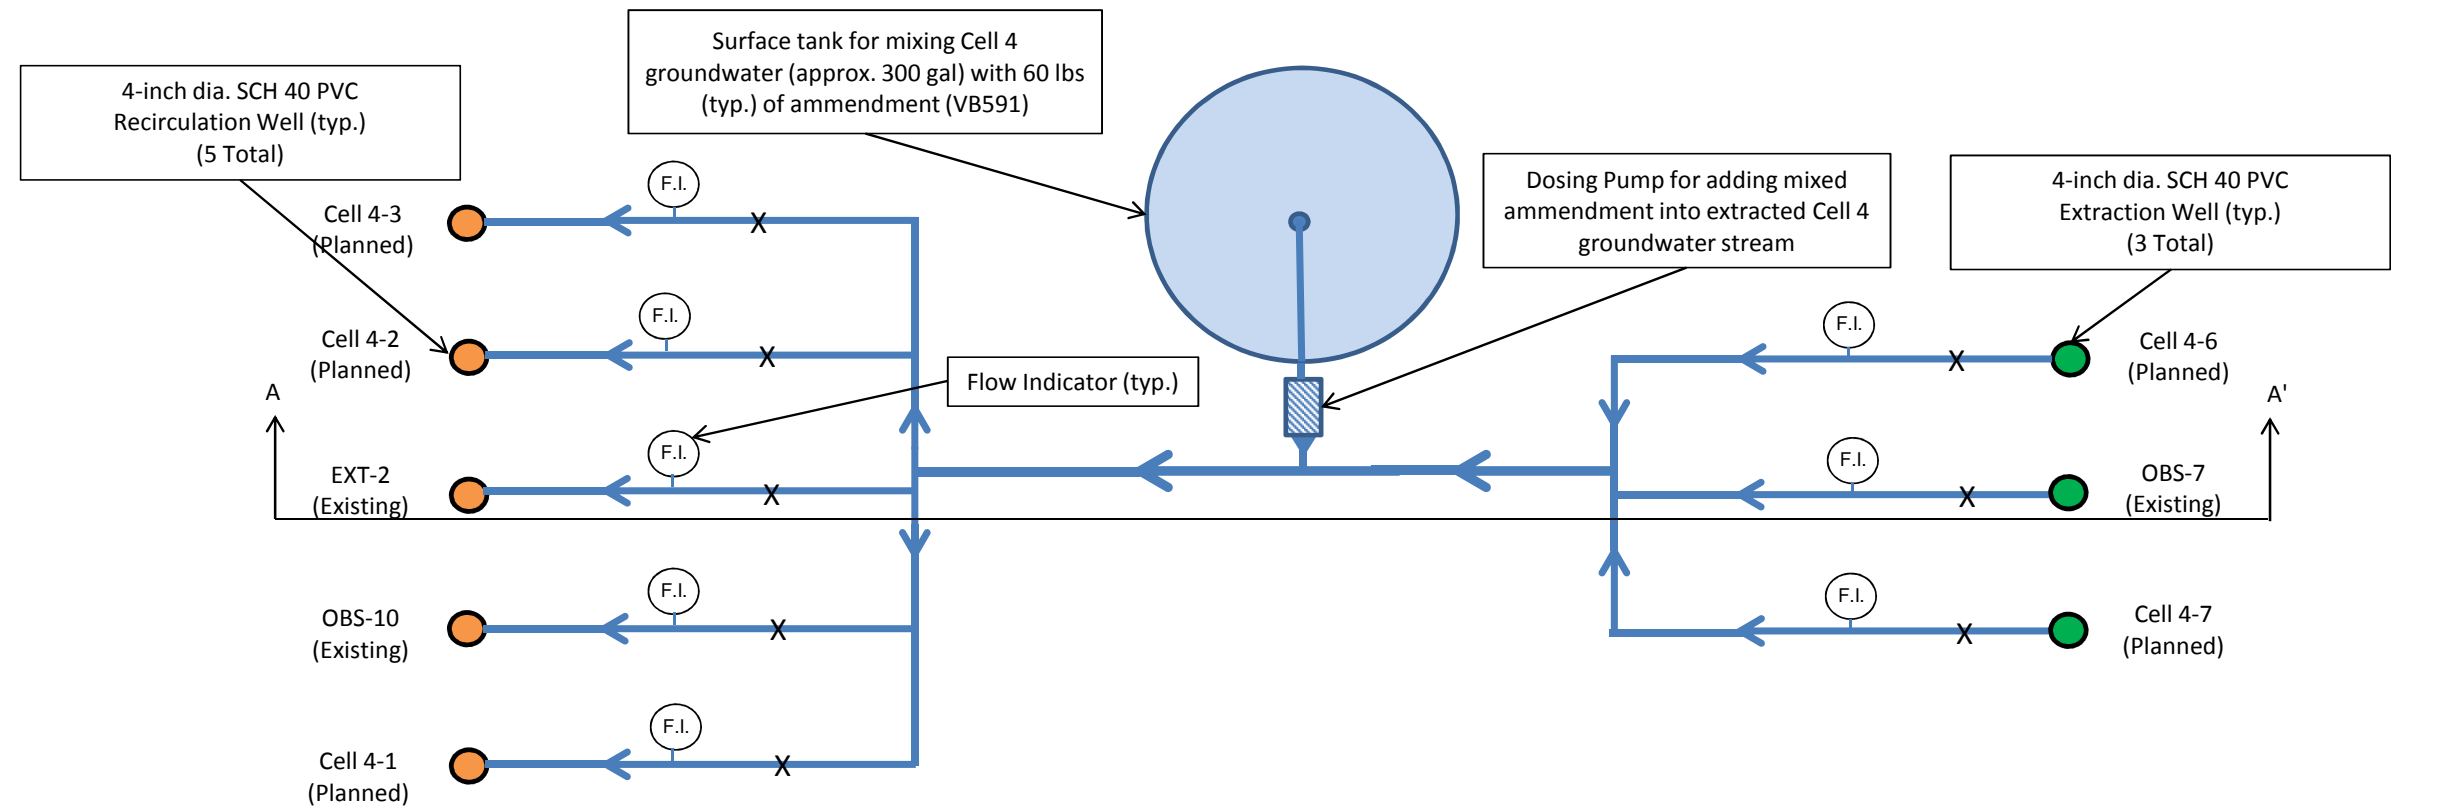 4-inch dia. SCH 40 PVC
Recirculation Well (typ.)
(5 Total)
Surface tank for mixing Cell 4
groundwater (approx. 300 gal) with 60 lbs
(typ.) of ammendment (VB591)
Dosing Pump for adding mixed
ammendment into extracted Cell 4
groundwater stream
4-inch dia. SCH 40 PVC
Extraction Well (typ.)
(3 Total)
Cell 4-3
(Planned)
F.I.
X
Cell 4-2
(Planned)
F.I.
X
Flow Indicator (typ.)
A
EXT-2
(Existing)
F.I.
X
OBS-10
(Existing)
F.I.
X
Cell 4-1
(Planned)
F.I.
X
F.I.
X
Cell 4-6
(Planned)
A'
F.I.
X
OBS-7
(Existing)
F.I.
X
Cell 4-7
(Planned)